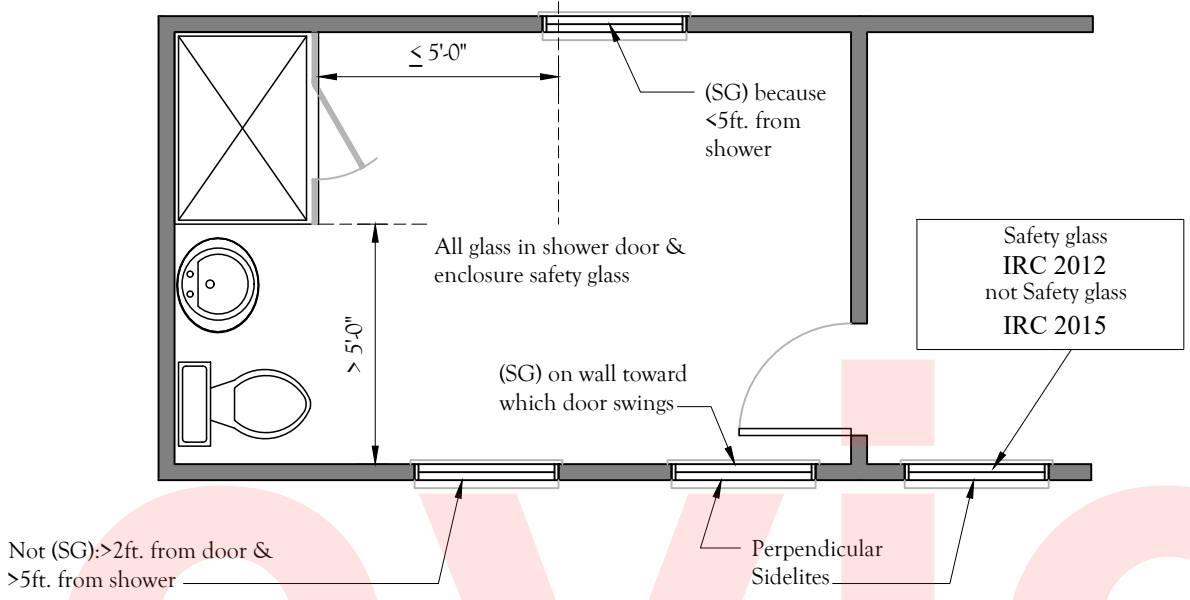 ≤ 5'-0"
(SG) because
<5ft. from
shower
All glass in shower door &
enclosure safety glass
Safety glass
IRC 2012
not Safety glass
IRC 2015
> 5'-0"
(SG) on wall toward
which door swings
Not (SG):>2ft. from door &
>5ft. from shower
Perpendicular
Sidelites